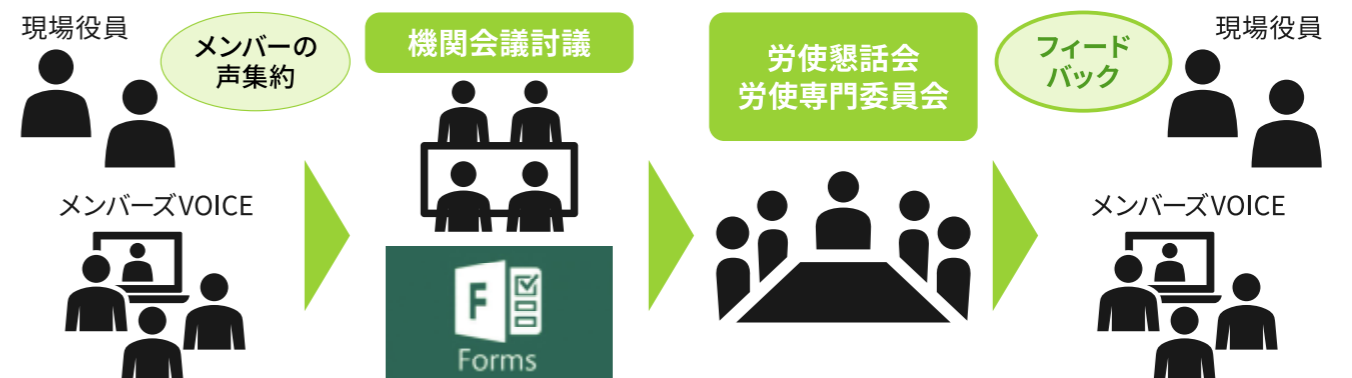 現場役員
メンバーの
声集約
メンバーズVOICE
機関会議討議
F
Forms
労使懇話会
労使専門委員会
フィード
バック
現場役員
メンバーズVOICE